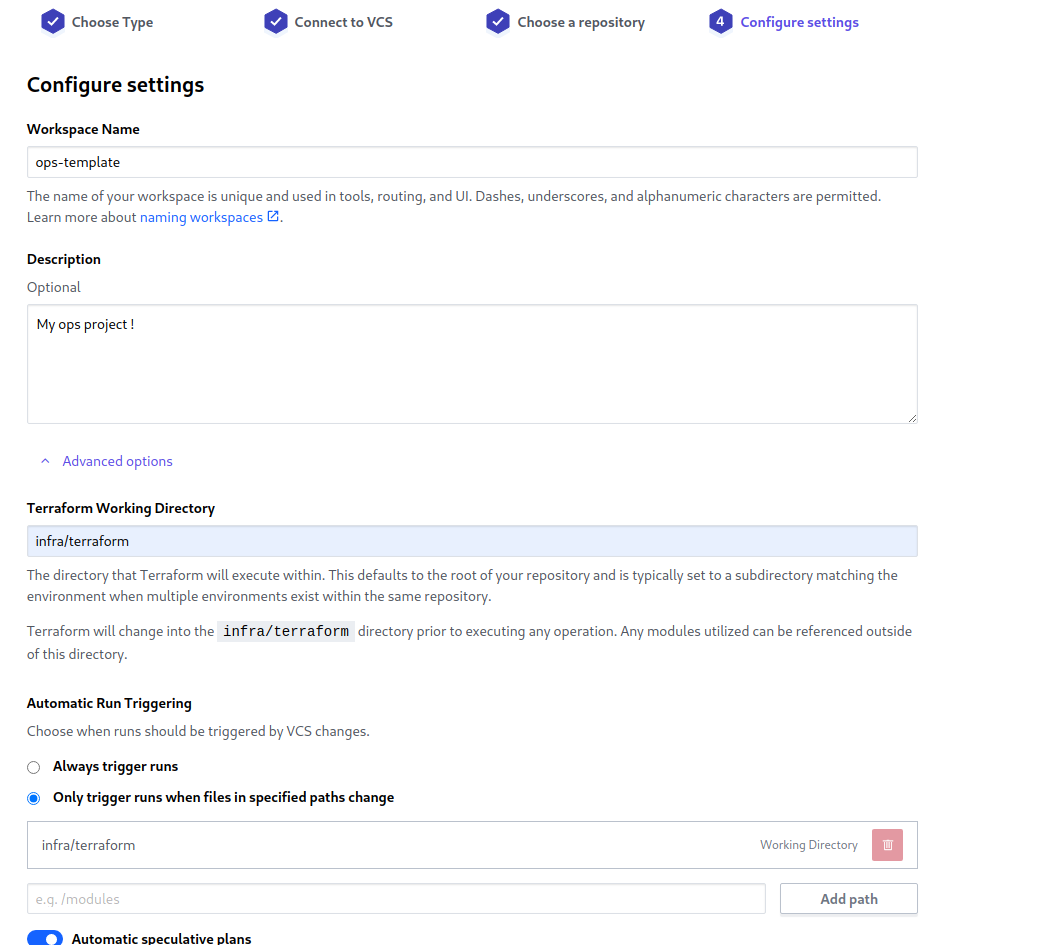 Choose Type
Connect to VCS
Choose a repository
4 Configure settings
Configure settings
Workspace Name
ops-template
The name of your workspace is unique and used in tools, routing, and UI. Dashes, underscores, and alphanumeric characters are permitted.
Learn more about naming workspaces.
Description
Optional
My ops project !
Advanced options
Terraform Working Directory
infra/terraform
The directory that Terraform will execute within. This defaults to the root of your repository and is typically set to a subdirectory matching the
environment when multiple environments exist within the same repository.
Terraform will change into the infra/terraform directory prior to executing any operation. Any modules utilized can be referenced outside
of this directory.
Automatic Run Triggering
Choose when runs should be triggered by VCS changes.
Always trigger runs
Only trigger runs when files in specified paths change
infra/terraform Working Directory
e.g. /modules Add path
Automatic speculative plans